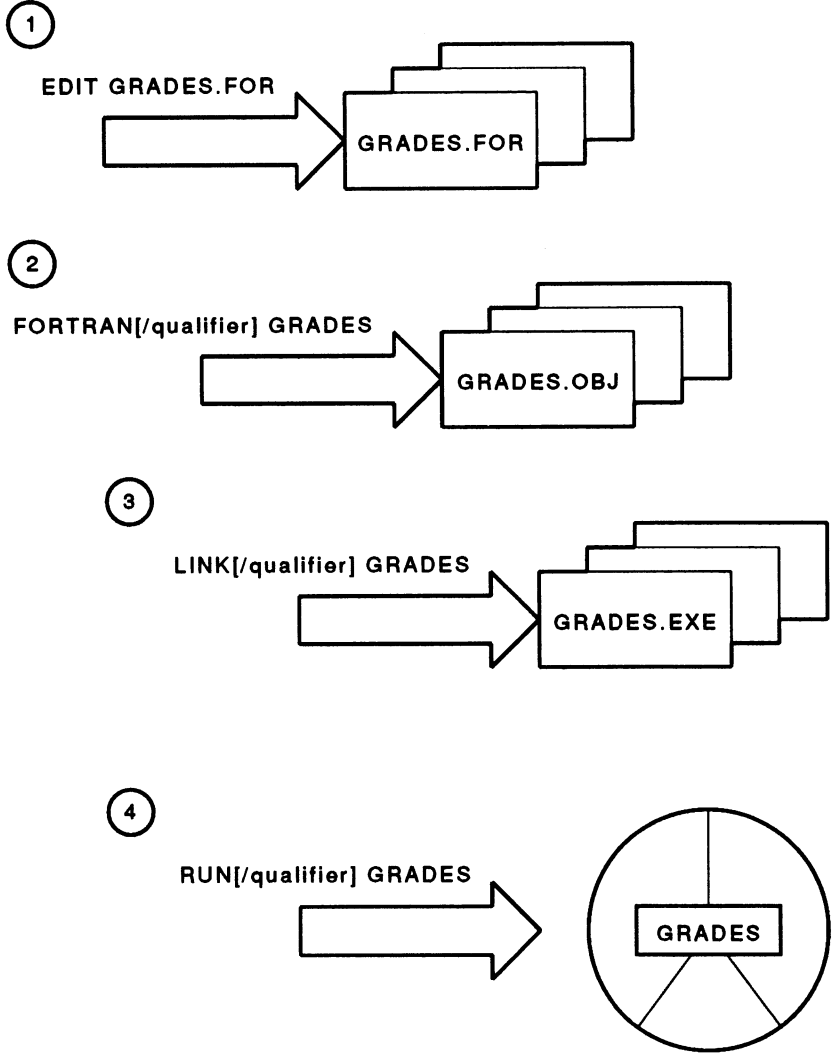 1
EDIT GRADES.FOR
GRADES.FOR
2
FORTRAN[/qualifier] GRADES
GRADES.OBJ
3
LINK[/qualifier] GRADES
GRADES.EXE
4
RUN[/qualifier] GRADES
GRADES